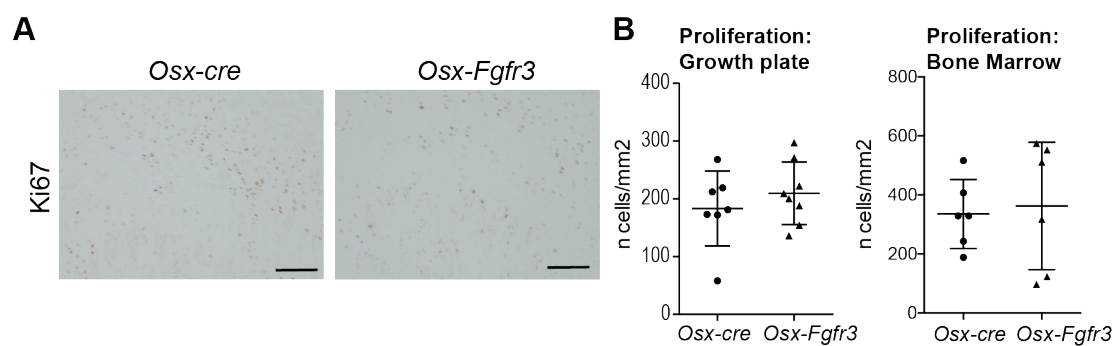 A
Osx-cre
Osx-Fgfr3
Ki67
B
Proliferation:
Growth plate
n cells/mm2
400
300
200
100
0
Osx-cre
Osx-Fgfr3
Proliferation:
Bone Marrow
n cells/mm2
800
600
400
200
0
Osx-cre
Osx-Fgfr3